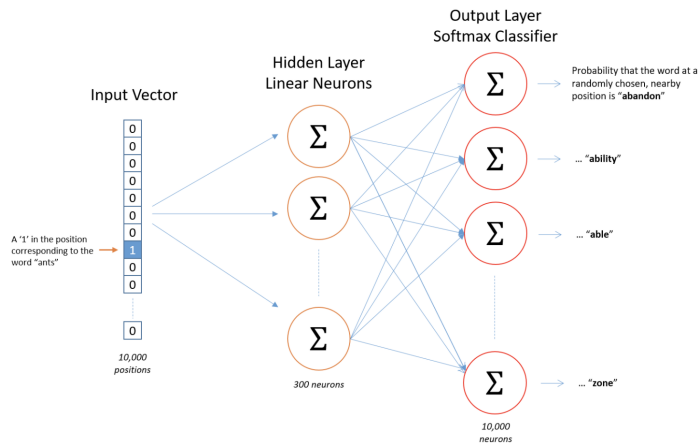 Output Layer
Softmax Classifier
Hidden Layer
Linear Neurons
Input Vector
0
0
0
0
0
0
0
1
0
0
0
A ‘1’ in the position
corresponding to the
word “ants”
10,000
positions
Σ
Σ
Σ
300 neurons
Σ
Σ
Σ
Σ
10,000
neurons
Probability that the word at a
randomly chosen, nearby
position is “abandon”
... “ability”
... “able”
... “zone”